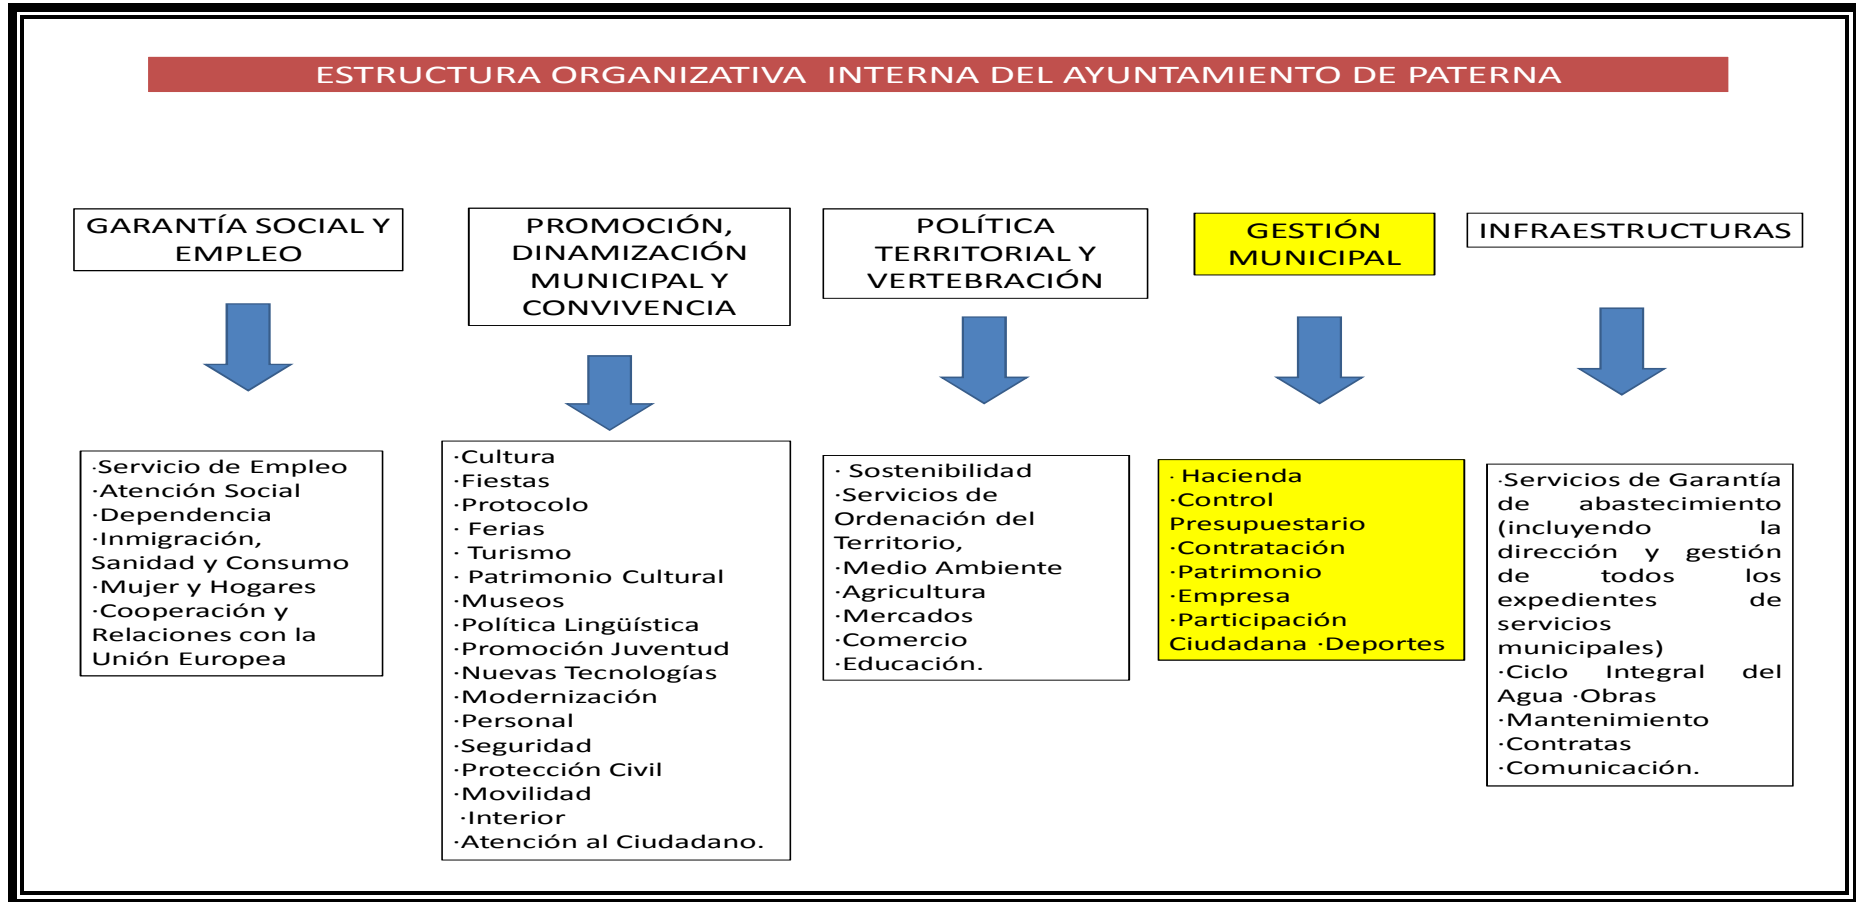 ESTRUCTURA ORGANIZATIVA INTERNA DEL AYUNTAMIENTO DE PATERNA
GARANTÍA SOCIAL Y
EMPLEO
·Servicio de Empleo
·Atención Social
·Dependencia
·Inmigración,
Sanidad y Consumo
·Mujer y Hogares
·Cooperación y
Relaciones con la
Unión Europea
PROMOCIÓN,
DINAMIZACIÓN
MUNICIPAL Y
CONVIVENCIA
·Cultura
·Fiestas
·Protocolo
· Ferias
· Turismo
· Patrimonio Cultural
·Museos
·Política Lingüística
·Promoción Juventud
·Nuevas Tecnologías
·Modernización
·Personal
·Seguridad
·Protección Civil
·Movilidad
·Interior
·Atención al Ciudadano.
POLÍTICA
TERRITORIAL Y
VERTEBRACIÓN
· Sostenibilidad
·Servicios de
Ordenación del
Territorio,
·Medio Ambiente
·Agricultura
·Mercados
·Comercio
·Educación.
GESTIÓN
MUNICIPAL
· Hacienda
·Control
Presupuestario
·Contratación
·Patrimonio
·Empresa
·Participación
Ciudadana ·Deportes
INFRAESTRUCTURAS
·Servicios de Garantía
de abastecimiento
(incluyendo la
dirección y gestión
de todos los
expedientes de
servicios
municipales)
·Ciclo Integral del
Agua ·Obras
·Mantenimiento
·Contratas
·Comunicación.